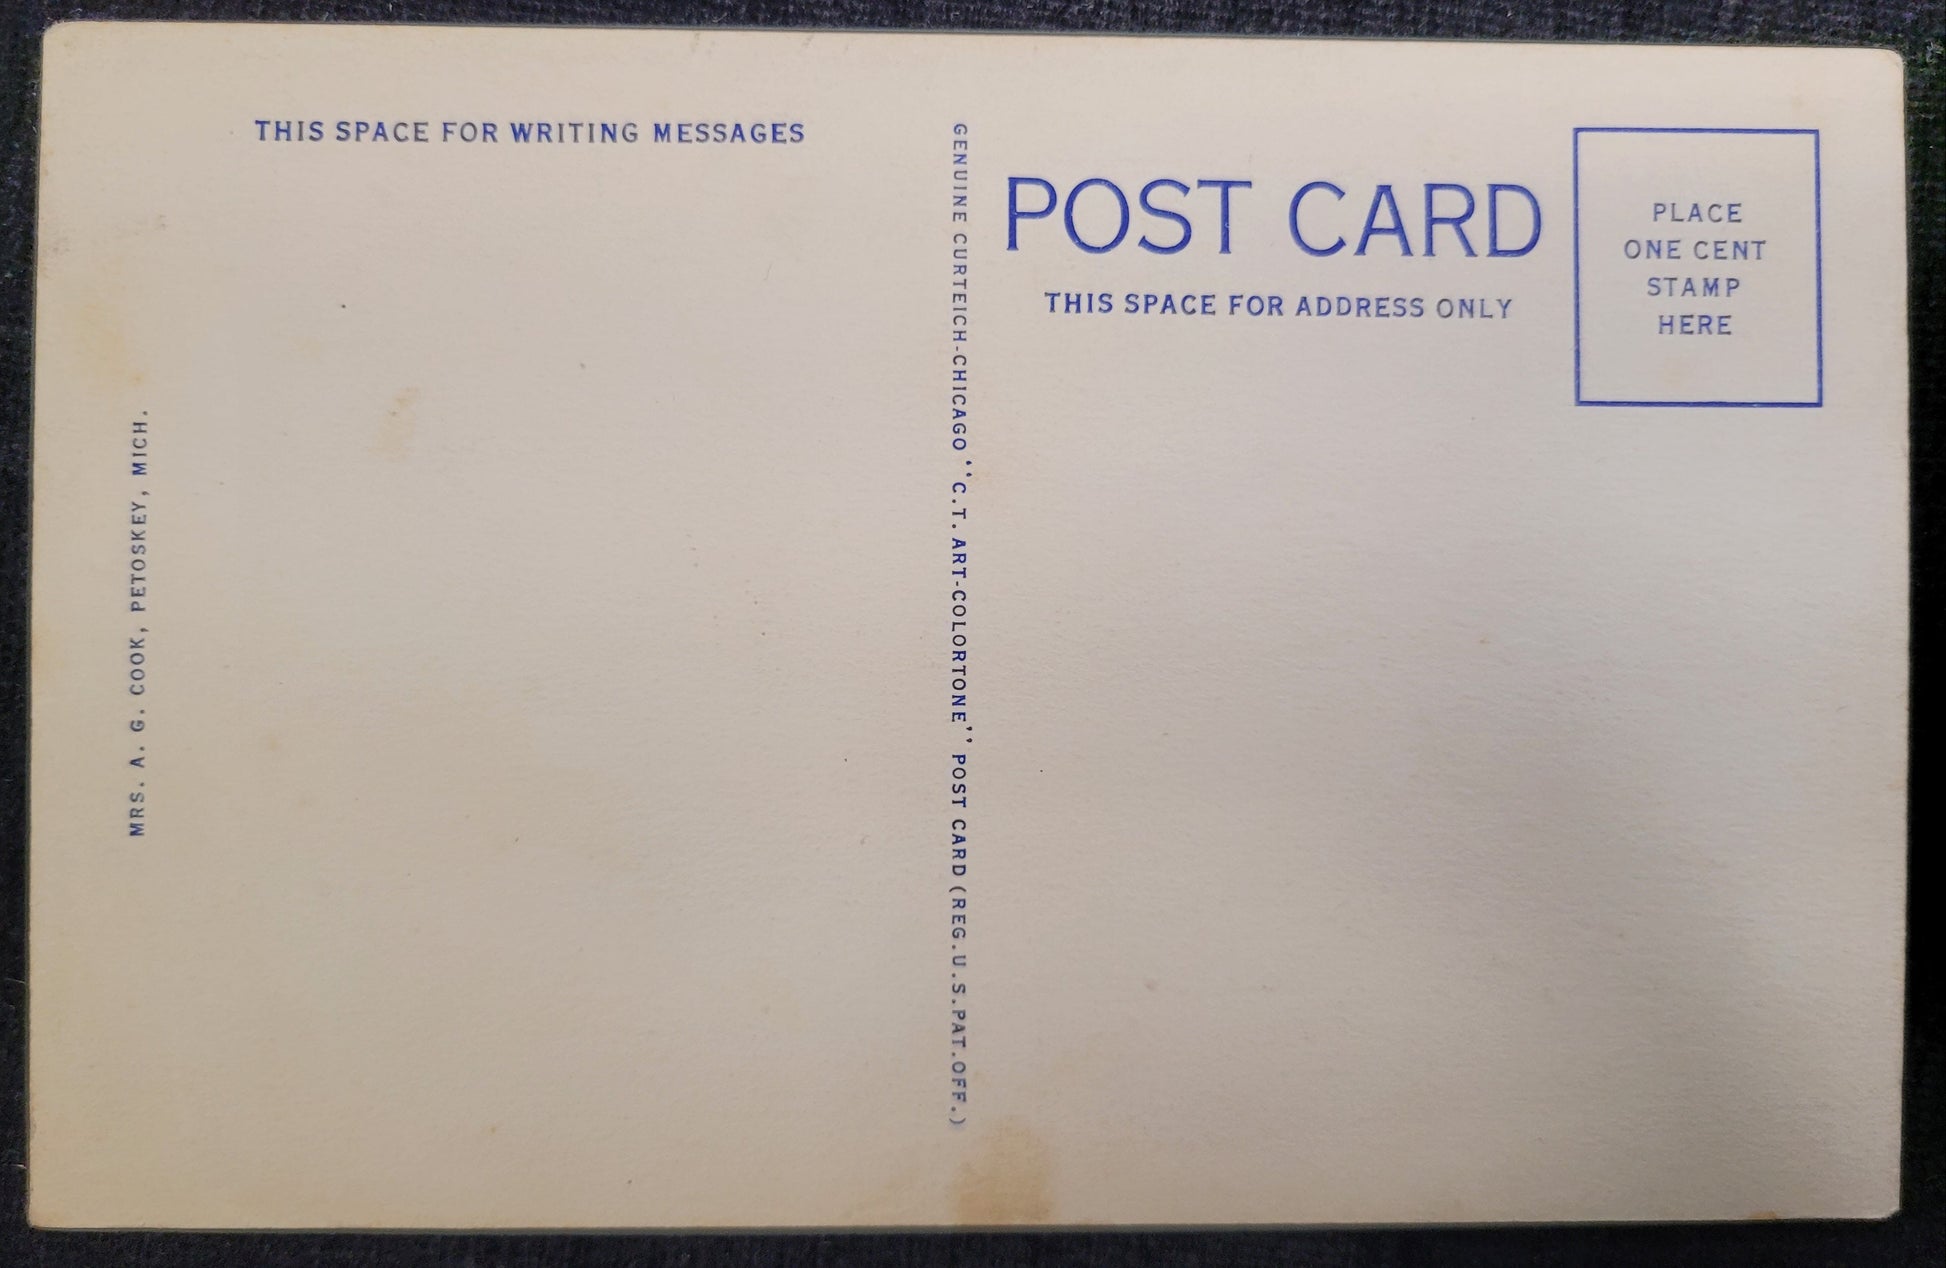 THIS SPACE FOR WRITING MESSAGES
MRS. A. G. COOK, PETOSKEY, MICH.
GENUINE CURTEICH-CHICAGO "C.T. ART-COLORTONE" POST CARD (REG. U.S. PAT. OFF.)
POST CARD
THIS SPACE FOR ADDRESS ONLY
PLACE
ONE CENT
STAMP
HERE